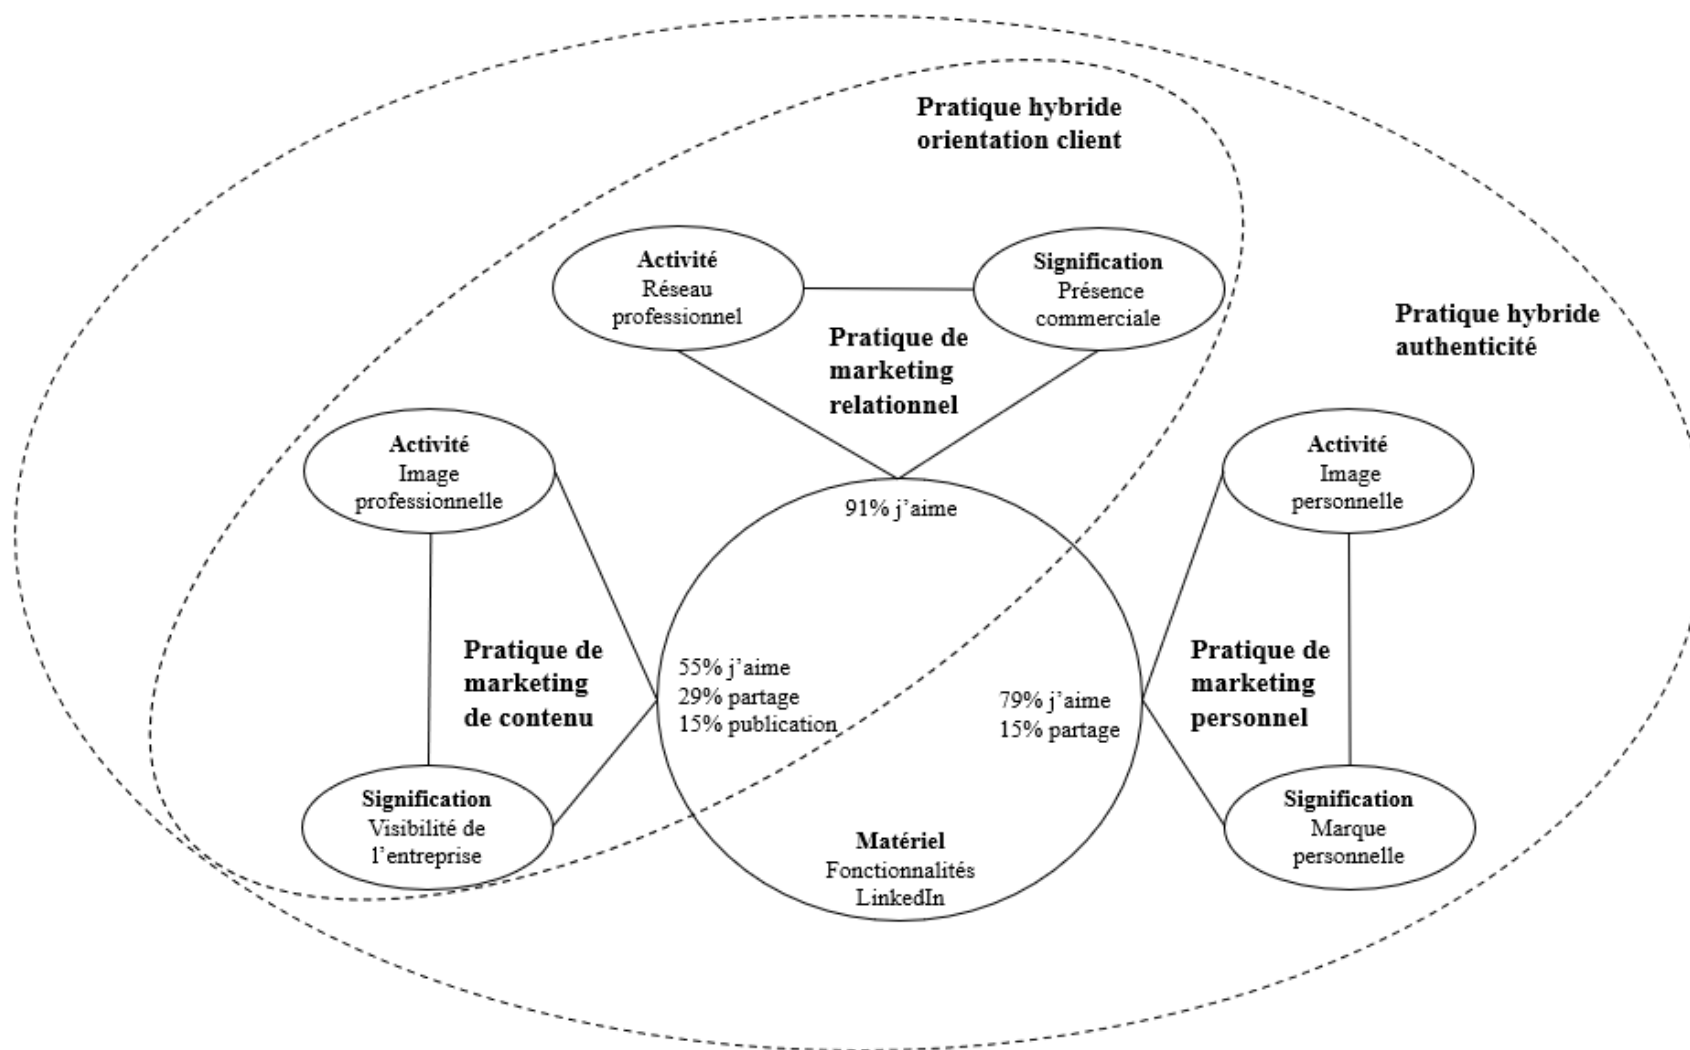 Pratique hybride
orientation client
Activité
Réseau
professionnel
Signification
Présence
commerciale
Pratique de
marketing
relationnel
Pratique hybride
authenticité
Activité
Image
professionnelle
Activité
Image
personnelle
91% j’aime
Pratique de
marketing
de contenu
55% j’aime
29% partage
15% publication
79% j’aime
15% partage
Pratique de
marketing
personnel
Signification
Visibilité de
l’entreprise
Matériel
Fonctionnalités
LinkedIn
Signification
Marque
personnelle